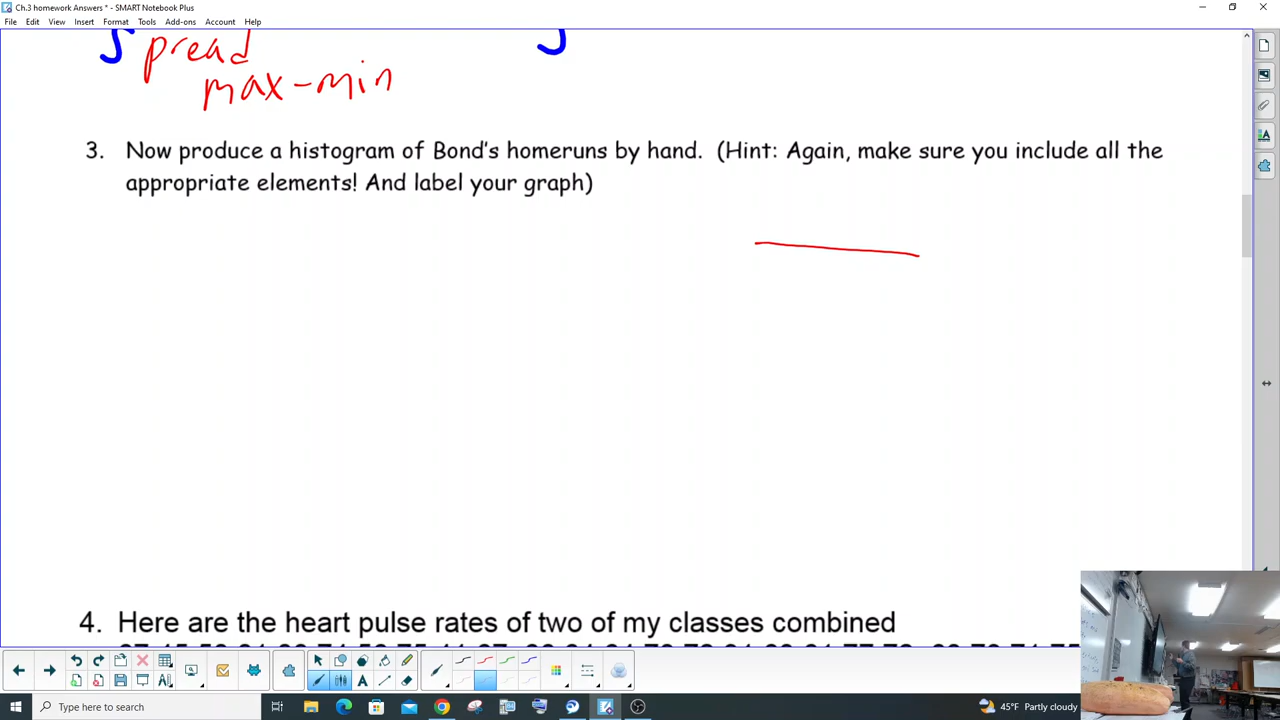 Ch.3 homework Answers * - SMART Notebook Plus
File Edit View Insert Format Tools Add-ons Account Help
Spread
max-min
3. Now produce a histogram of Bond's homeruns by hand. (Hint: Again, make sure you include all the
appropriate elements! And label your graph)
4. Here are the heart pulse rates of two of my classes combined
Type here to search
45°F Partly cloudy